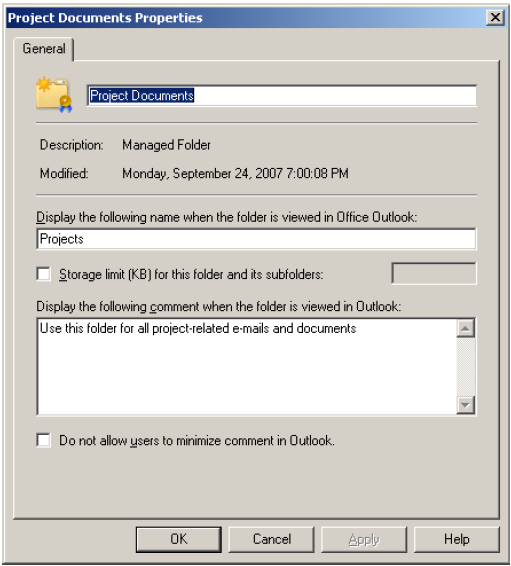 Project Documents Properties
General
Project Documents
Description: Managed Folder
Modified: Monday, September 24, 2007 7:00:08 PM
Display the following name when the folder is viewed in Office Outlook:
Projects
Storage limit (KB) for this folder and its subfolders:
Display the following comment when the folder is viewed in Outlook:
Use this folder for all project-related e-mails and documents
Do not allow users to minimize comment in Outlook.
OK Cancel Apply Help